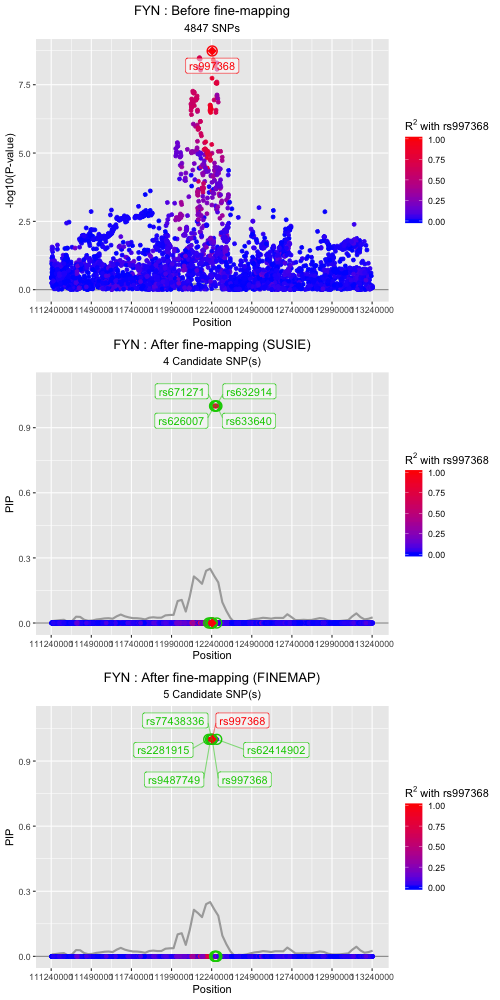 FYN : Before fine-mapping
4847 SNPs
-log10(P-value)
7.5
5.0
2.5
0.0
rs997368
111240000 111490000 111740000 111990000 112240000 112490000 112740000 112990000 113240000
Position
R2 with rs997368
1.00
0.75
0.50
0.25
0.00
FYN : After fine-mapping (SUSIE)
4 Candidate SNP(s)
PIP
0.9
0.6
0.3
0.0
rs671271 rs632914
rs626007 rs633640
111240000 111490000 111740000 111990000 112240000 112490000 112740000 112990000 113240000
Position
R2 with rs997368
1.00
0.75
0.50
0.25
0.00
FYN : After fine-mapping (FINEMAP)
5 Candidate SNP(s)
PIP
0.9
0.6
0.3
0.0
rs77438336 rs997368
rs2281915 rs62414902
rs9487749 rs997368
111240000 111490000 111740000 111990000 112240000 112490000 112740000 112990000 113240000
Position
R2 with rs997368
1.00
0.75
0.50
0.25
0.00